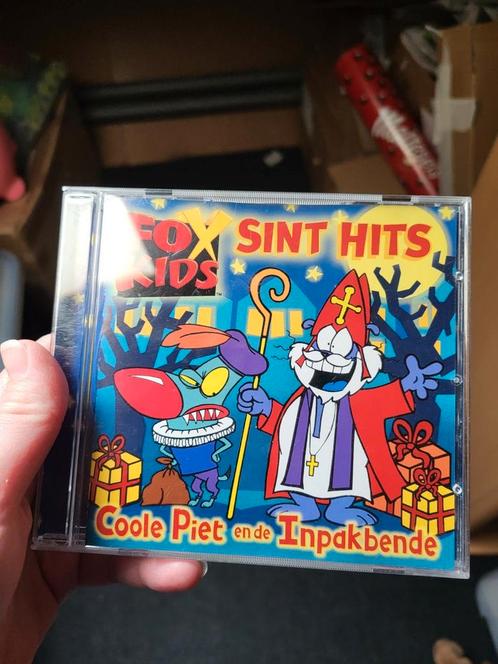 FOX KIDS
SINT HITS
Coole Piet en de Inpakbende